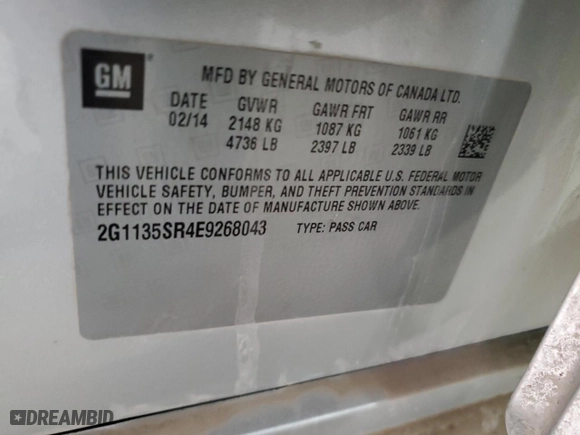 GM
MFD BY GENERAL MOTORS OF CANADA LTD.
DATE GVWR GAWR FRT GAWR RR
02/14 2148 KG 1087 KG 1061 KG
4736 LB 2397 LB 2339 LB
THIS VEHICLE CONFORMS TO ALL APPLICABLE U.S. FEDERAL MOTOR
VEHICLE SAFETY, BUMPER, AND THEFT PREVENTION STANDARDS IN
EFFECT ON THE DATE OF MANUFACTURE SHOWN ABOVE.
2G1135SR4E9268043 TYPE: PASS CAR
DREAMBID